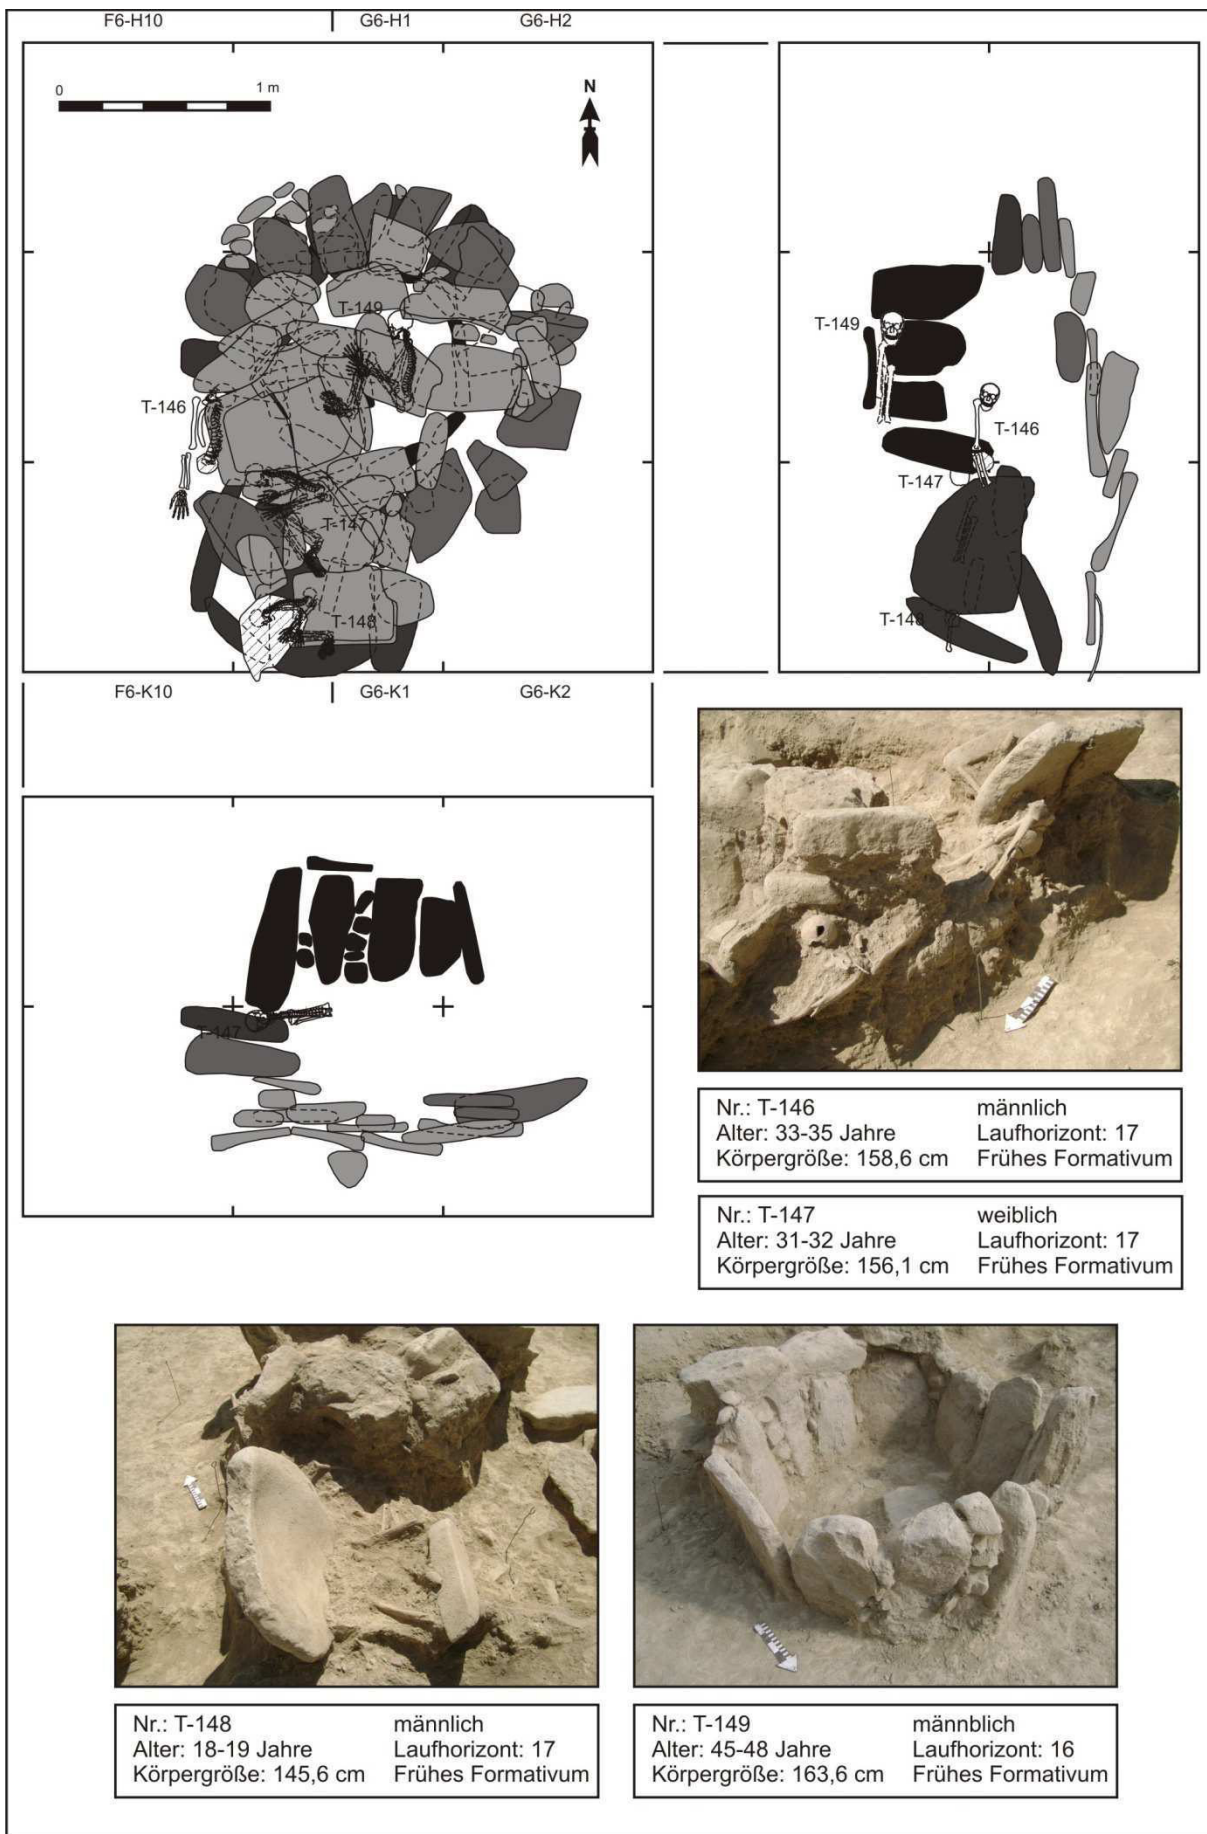 F6-H10 G6-H1 G6-H2
0 1 m
N
T-149
T-146
T-147
T-148
T-149
T-146
T-147
T-148
F6-K10 G6-K1 G6-K2
T-147
Nr.: T-146 männlich
Alter: 33-35 Jahre Laufhorizont: 17
Körpergröße: 158,6 cm Frühes Formativum
Nr.: T-147 weiblich
Alter: 31-32 Jahre Laufhorizont: 17
Körpergröße: 156,1 cm Frühes Formativum
Nr.: T-148 männlich
Alter: 18-19 Jahre Laufhorizont: 17
Körpergröße: 145,6 cm Frühes Formativum
Nr.: T-149 männblich
Alter: 45-48 Jahre Laufhorizont: 16
Körpergröße: 163,6 cm Frühes Formativum